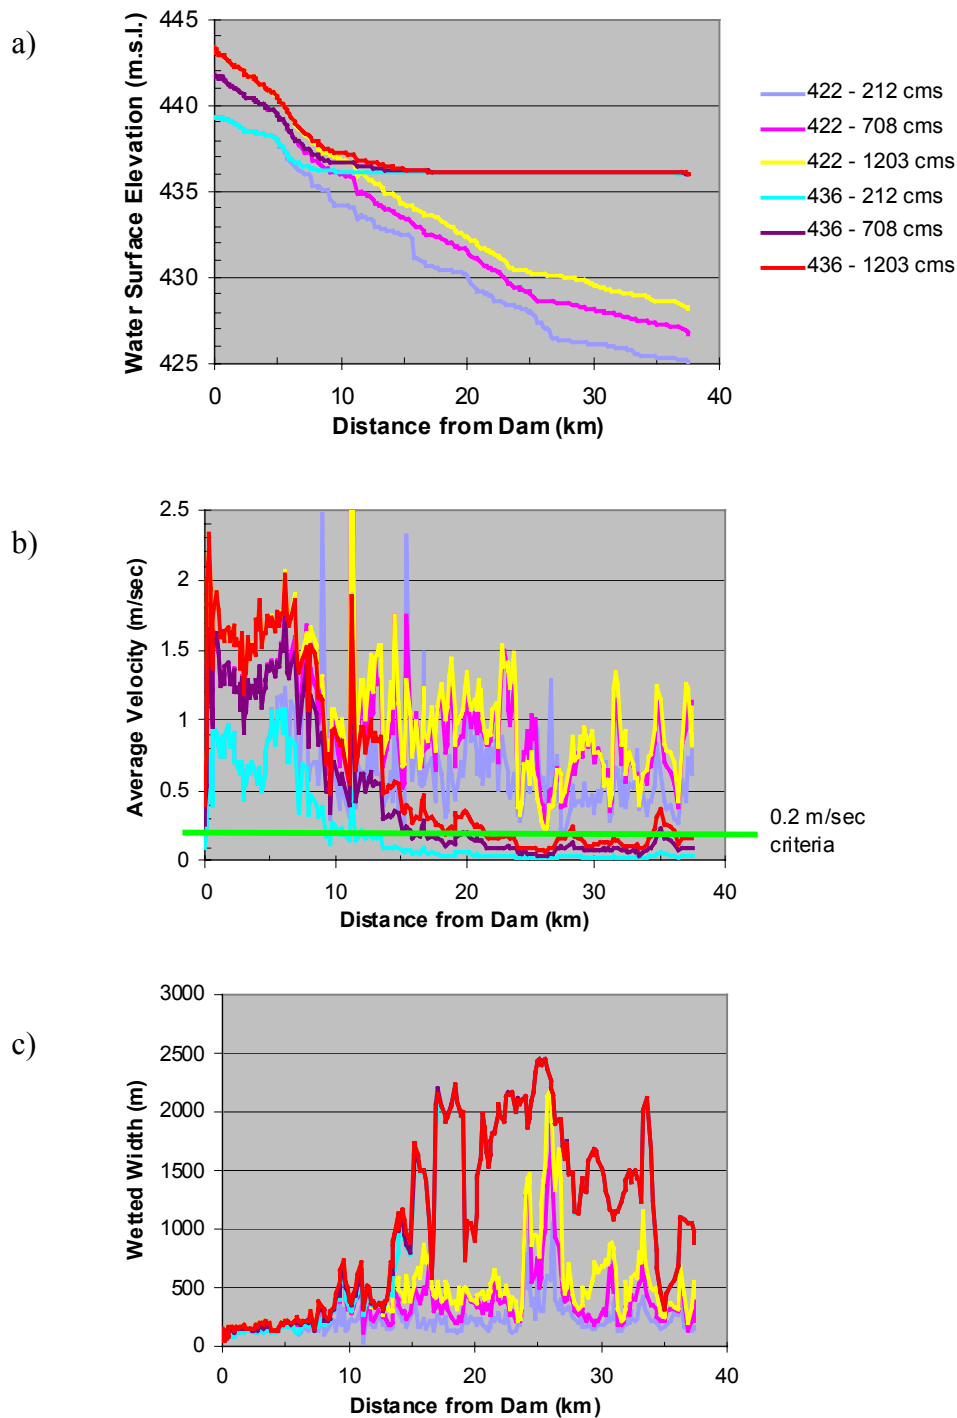 a)
Water Surface Elevation (m.s.l.)
445
440
435
430
425
0 10 20 30 40
Distance from Dam (km)
422 - 212 cms
422 - 708 cms
422 - 1203 cms
436 - 212 cms
436 - 708 cms
436 - 1203 cms
b)
Average Velocity (m/sec)
2.5
2
1.5
1
0.5
0
0 10 20 30 40
Distance from Dam (km)
0.2 m/sec
criteria
c)
Wetted Width (m)
3000
2500
2000
1500
1000
500
0
0 10 20 30 40
Distance from Dam (km)